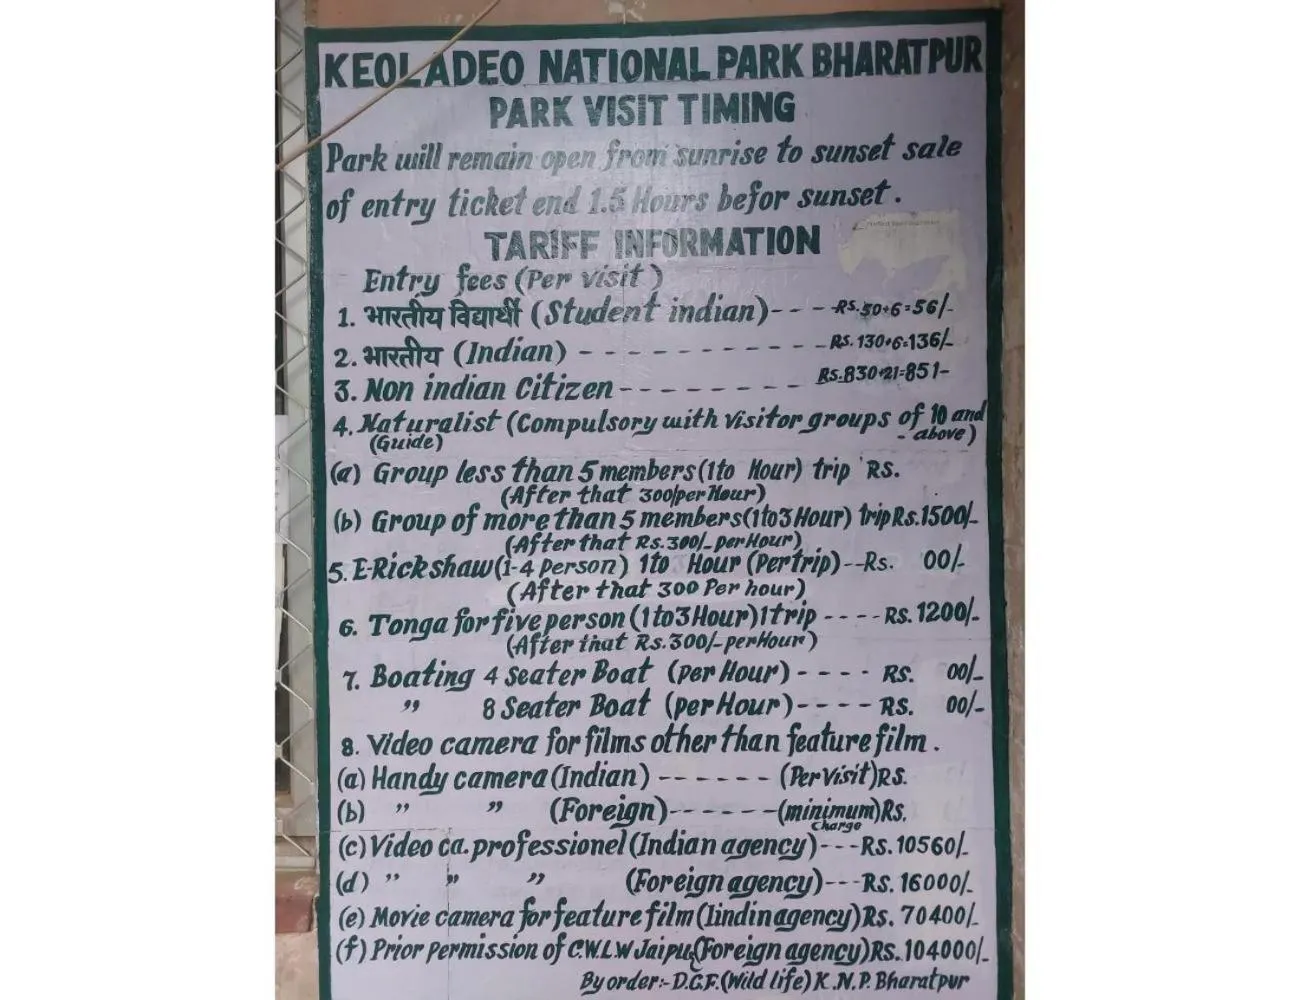 KEOLADEO NATIONAL PARK BHARATPUR
PARK VISIT TIMING
Park will remain open from sunrise to sunset sale
of entry ticket end 1.5 Hours befor sunset.
TARIFF INFORMATION
Entry fees (Per visit)
1. भारतीय विद्यार्थी (Student indian)--- RS.50+6=56/-
2. भारतीय (Indian) ----------- RS.130+6=136/-
3. Non indian Citizen -------- RS.830+21=851-
4. Naturalist (Compulsory with visitor groups of 10 and
(Guide) - above)
(a) Group less than 5 members (1to Hour) trip RS.
(After that 300/per Hour)
(b) Group of more than 5 members (1to3 Hour) trip Rs.1500/-
(After that Rs.300/- per Hour)
5. E-Rickshaw (1-4 person) 1to Hour (Per trip)--Rs. 00/-
(After that 300 Per hour)
6. Tonga for five person (1to3 Hour) 1 trip ---- RS. 1200/-
(After that Rs.300/- per Hour)
7. Boating 4 Seater Boat (per Hour) ---- RS. 00/-
" 8 Seater Boat (per Hour) ---- RS. 00/-
8. Video camera for films other than feature film.
(a) Handy camera (Indian) ------ (Per Visit) RS.
(b) " " (Foreign) ------ (minimum) Rs.
charge
(c) Video ca. professionel (Indian agency)---Rs. 10560/-
(d) " " " (Foreign agency)---Rs. 16000/-
(e) Movie camera for feature film (Iindin agency) Rs. 70400/-
(f) Prior permission of C.W.L.W Jaipur (Foreign agency) Rs. 104000/-
By order:- D.C.F. (Wild life) K.N.P. Bharatpur